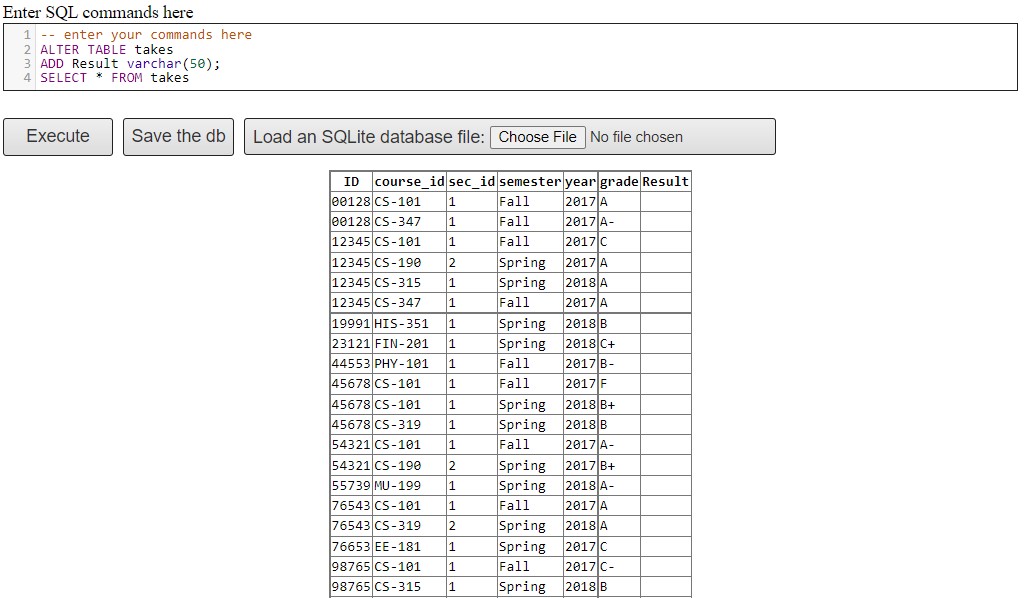 Enter SQL commands here
1 -- enter your commands here
2 ALTER TABLE takes
3 ADD Result varchar(50);
4 SELECT * FROM takes
Execute Save the db Load an SQLite database file: Choose File No file chosen
ID course_id sec_id semester year grade Result
00128 CS-101 1 Fall 2017 A
00128 CS-347 1 Fall 2017 A-
12345 CS-101 1 Fall 2017 C
12345 CS-190 2 Spring 2017 A
12345 CS-315 1 Spring 2018 A
12345 CS-347 1 Fall 2017 A
19991 HIS-351 1 Spring 2018 B
23121 FIN-201 1 Spring 2018 C+
44553 PHY-101 1 Fall 2017 B-
45678 CS-101 1 Fall 2017 F
45678 CS-101 1 Spring 2018 B+
45678 CS-319 1 Spring 2018 B
54321 CS-101 1 Fall 2017 A-
54321 CS-190 2 Spring 2017 B+
55739 MU-199 1 Spring 2018 A-
76543 CS-101 1 Fall 2017 A
76543 CS-319 2 Spring 2018 A
76653 EE-181 1 Spring 2017 C
98765 CS-101 1 Fall 2017 C-
98765 CS-315 1 Spring 2018 B